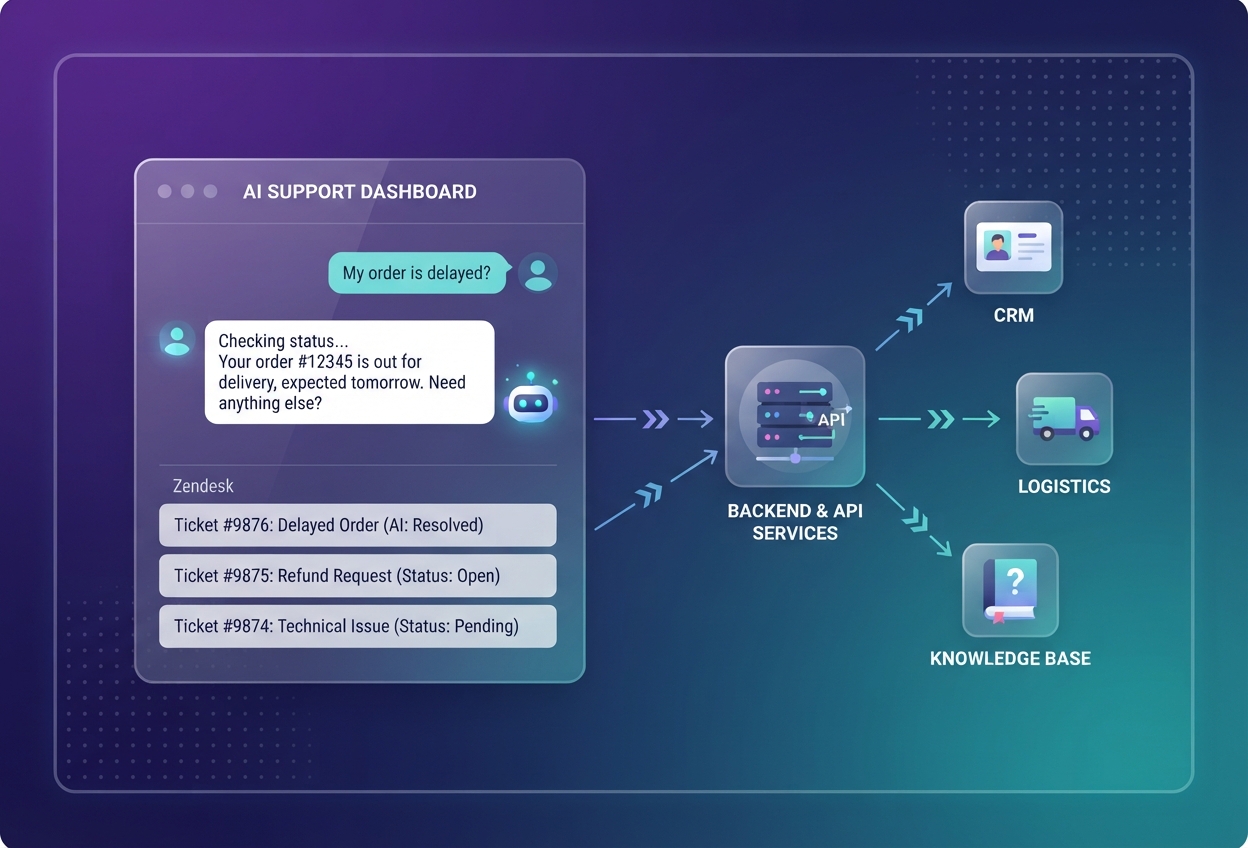 AI SUPPORT DASHBOARD
My order is delayed?
Checking status...
Your order #12345 is out for
delivery, expected tomorrow. Need
anything else?
Zendesk
Ticket #9876: Delayed Order (AI: Resolved)
Ticket #9875: Refund Request (Status: Open)
Ticket #9874: Technical Issue (Status: Pending)
API
BACKEND & API
SERVICES
CRM
LOGISTICS
?
KNOWLEDGE BASE